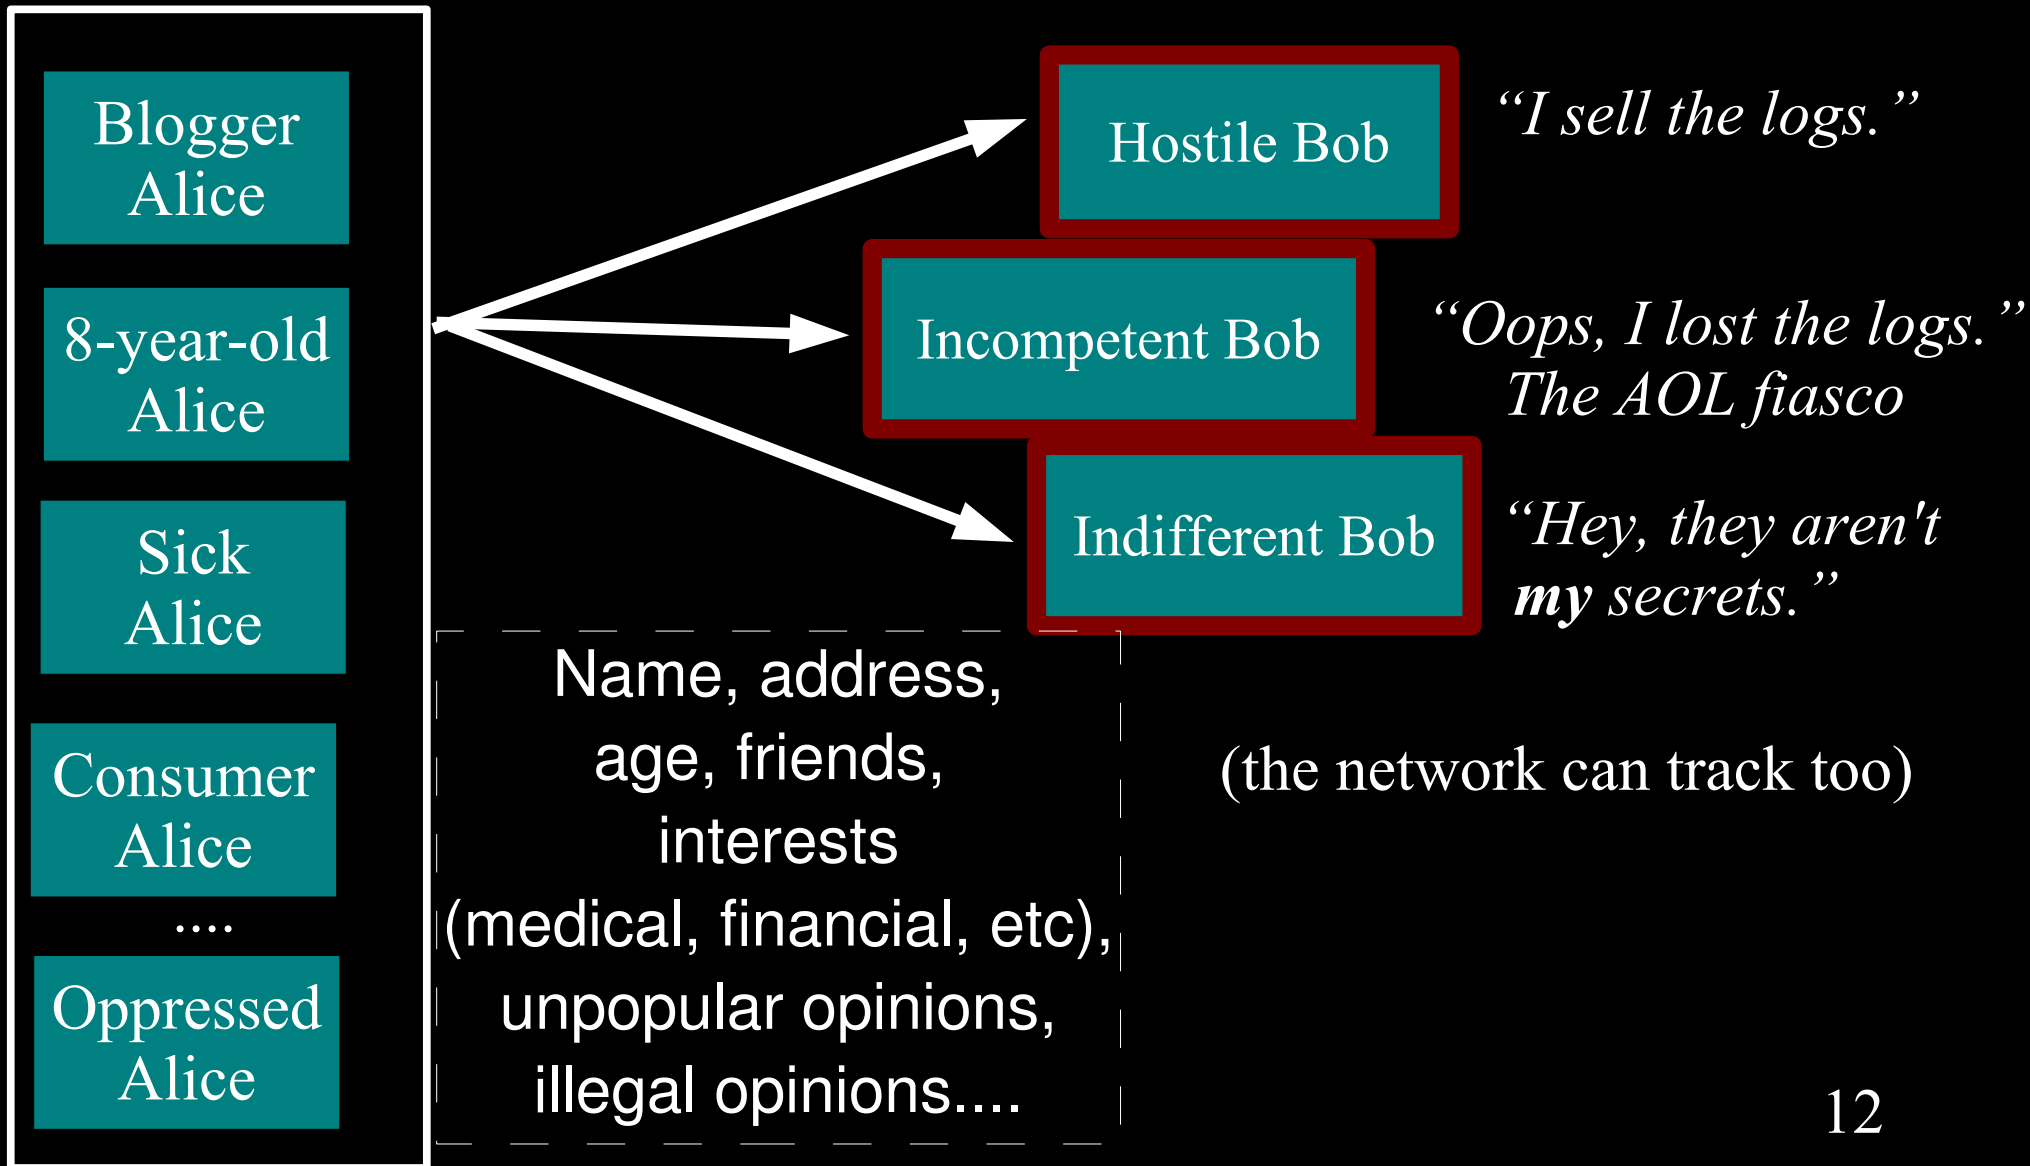 Blogger
Alice
8-year-old
Alice
Sick
Alice
Consumer
Alice
....
Oppressed
Alice
Hostile Bob
“I sell the logs.”
Incompetent Bob
“Oops, I lost the logs.”
The AOL fiasco
Indifferent Bob
“Hey, they aren't
my secrets.”
Name, address,
age, friends,
interests
(medical, financial, etc),
unpopular opinions,
illegal opinions....
(the network can track too)
12